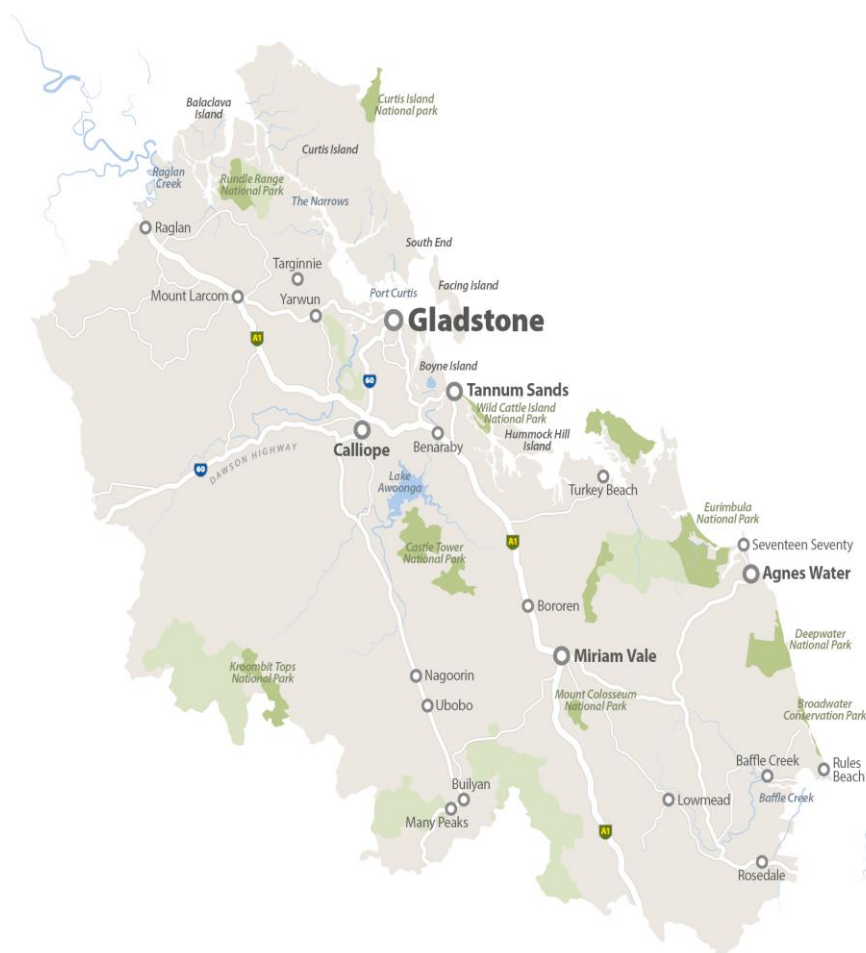 Balaclava
Island
Curtis Island
National park
Curtis Island
Raglan
Creek
Rundle Range
National Park
The Narrows
Raglan
South End
Targinnie
Facing Island
Mount Larcom
Yarwun
Port Curtis
Gladstone
A1
Boyne Island
60
Tannum Sands
Wild Cattle Island
National Park
Calliope
Benaraby
Hummock Hill
Island
60
DAWSON HIGHWAY
Lake
Awoonga
Turkey Beach
Eurimbula
National Park
A1
Castle Tower
National Park
Seventeen Seventy
Agnes Water
Bororen
Deepwater
National Park
Miriam Vale
Kroombit Tops
National Park
Nagoorin
Mount Colosseum
National Park
Ubobo
Broadwater
Conservation Park
Baffle Creek
Rules
Beach
Builyan
Baffle Creek
Lowmead
Many Peaks
A1
Rosedale